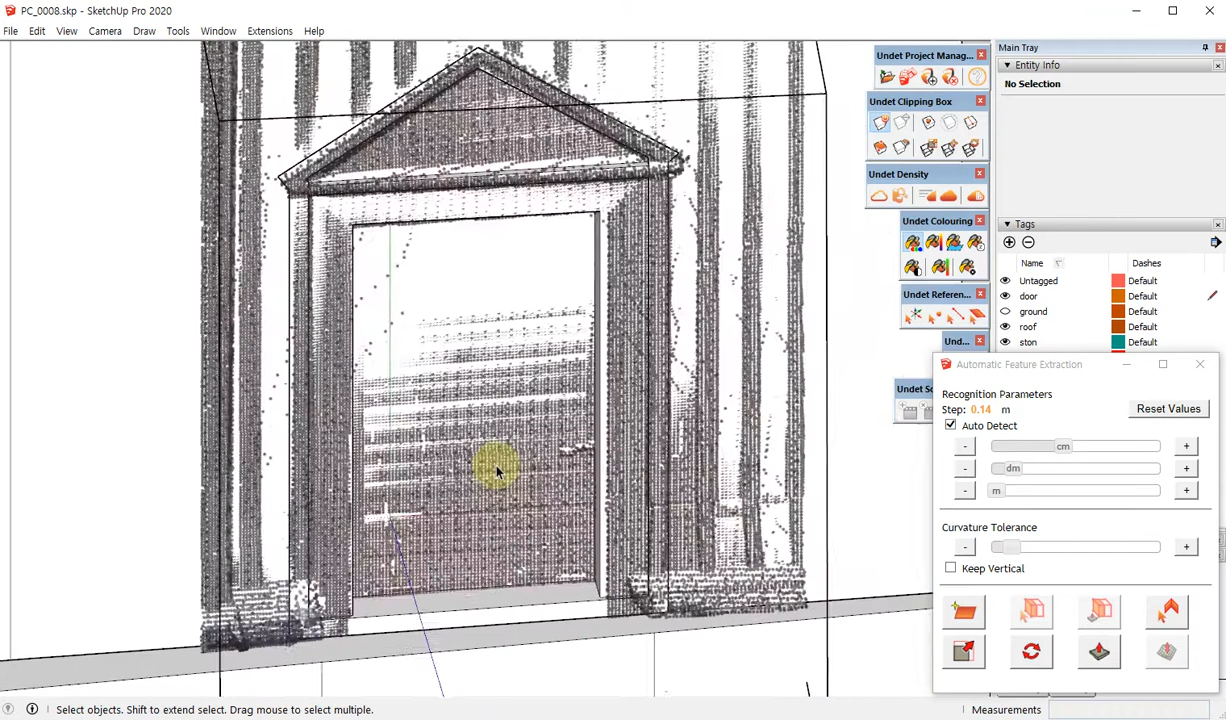 PC_0008.skp - SketchUp Pro 2020
File Edit View Camera Draw Tools Window Extensions Help
Main Tray
Undet Project Manag...
Entity Info
No Selection
Undet Clipping Box
Undet Density
Undet Colouring
Tags
Name Dashes
Untagged Default
door Default
Undet Referen...
ground Default
roof Default
Und... ston Default
Automatic Feature Extraction
Undet So
Recognition Parameters
Step: 0.14 m
Reset Values
Auto Detect
- cm +
- dm +
- m +
Curvature Tolerance
- +
Keep Vertical
Select objects. Shift to extend select. Drag mouse to select multiple.
Measurements